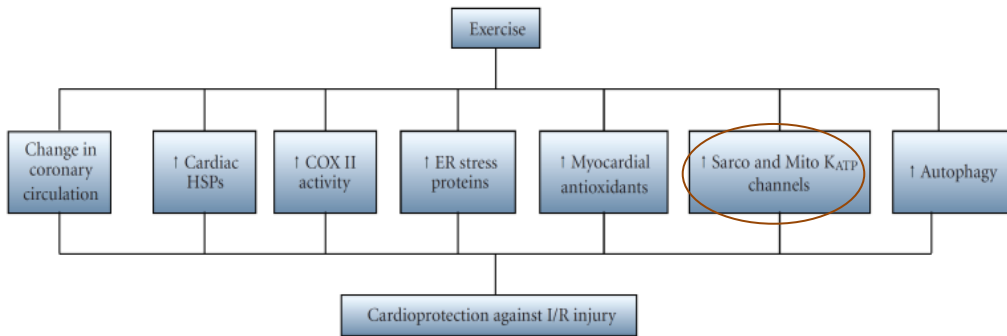 Exercise
Change in
coronary
circulation
↑ Cardiac
HSPs
↑ COX II
activity
↑ ER stress
proteins
↑ Myocardial
antioxidants
↑ Sarco and Mito K_ATP
channels
↑ Autophagy
Cardioprotection against I/R injury